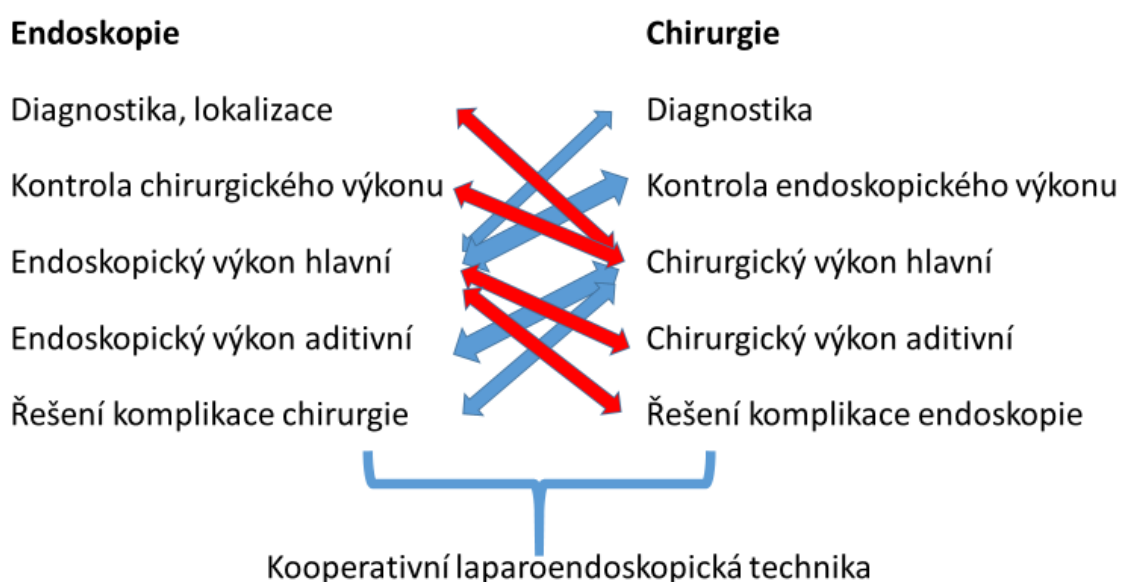 Endoskopie
Chirurgie
Diagnostika, lokalizace
Diagnostika
Kontrola chirurgického výkonu
Kontrola endoskopického výkonu
Endoskopický výkon hlavní
Chirurgický výkon hlavní
Endoskopický výkon aditivní
Chirurgický výkon aditivní
Řešení komplikace chirurgie
Řešení komplikace endoskopie
Kooperativní laparoendoskopická technika